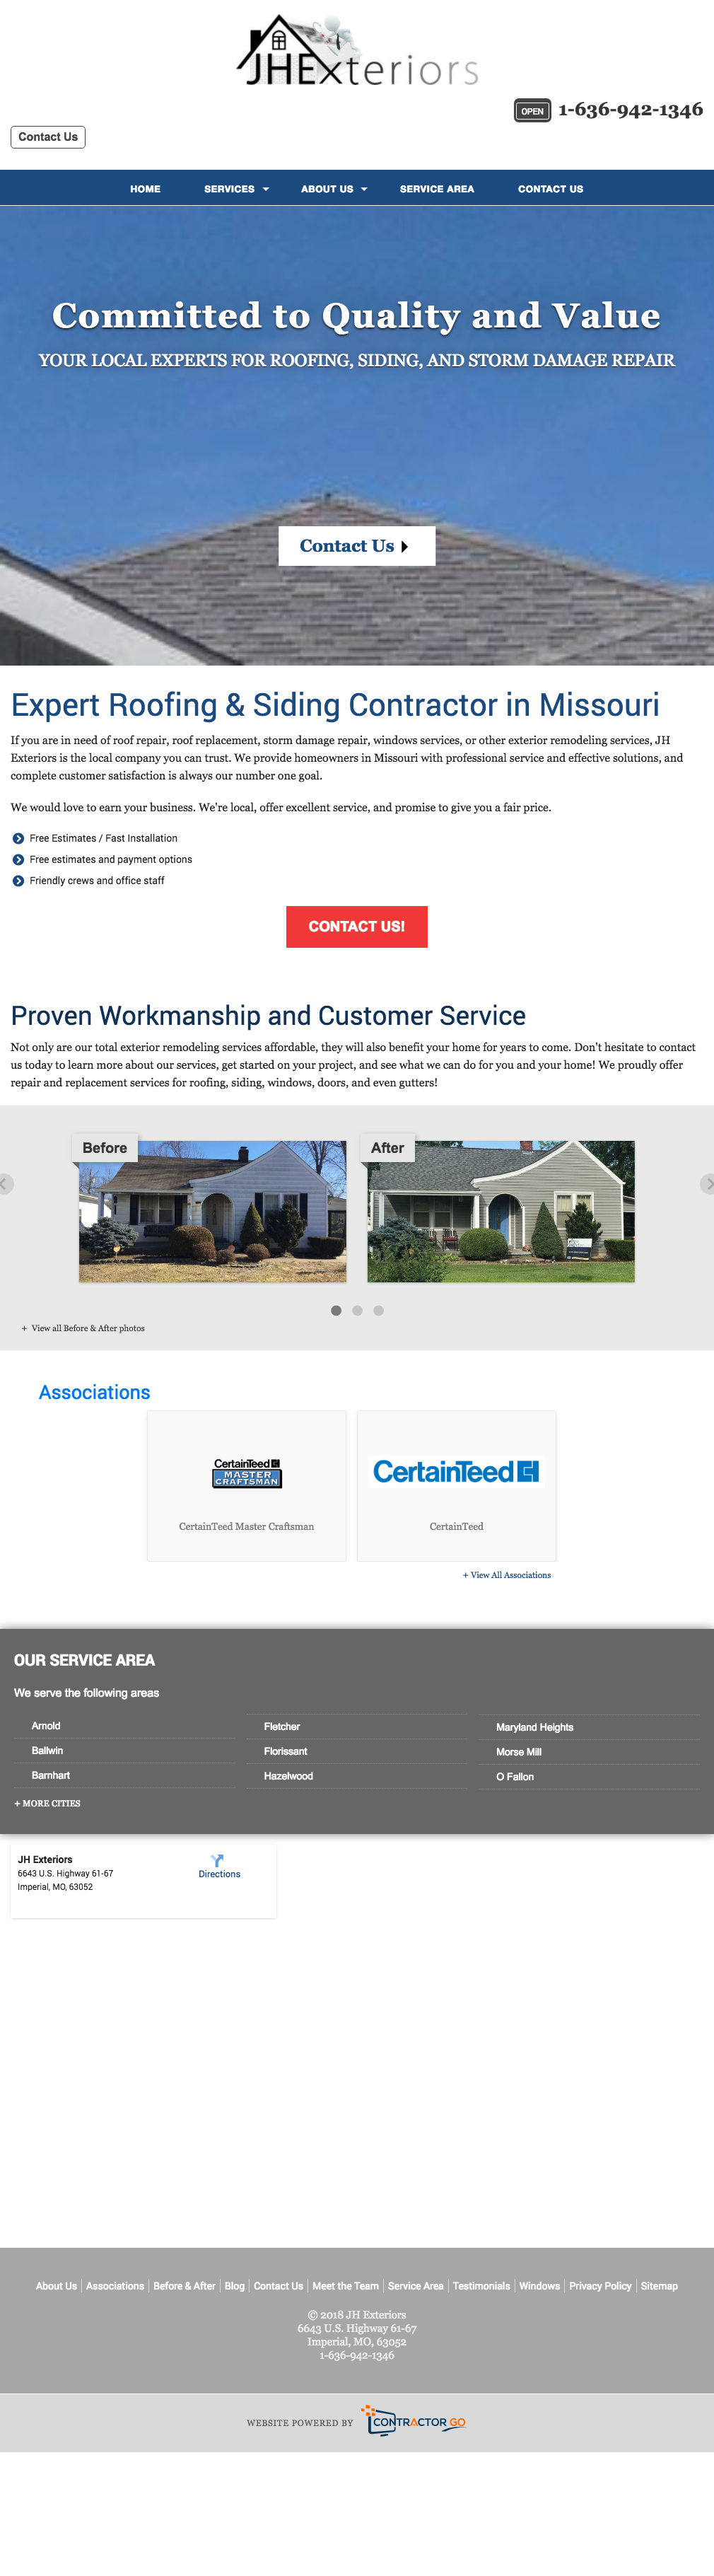 JHExteriors
OPEN 1-636-942-1346
Contact Us
HOME SERVICES ABOUT US SERVICE AREA CONTACT US
Committed to Quality and Value
YOUR LOCAL EXPERTS FOR ROOFING, SIDING, AND STORM DAMAGE REPAIR
Contact Us
Expert Roofing & Siding Contractor in Missouri
If you are in need of roof repair, roof replacement, storm damage repair, windows services, or other exterior remodeling services, JH
Exteriors is the local company you can trust. We provide homeowners in Missouri with professional service and effective solutions, and
complete customer satisfaction is always our number one goal.
We would love to earn your business. We're local, offer excellent service, and promise to give you a fair price.
Free Estimates / Fast Installation
Free estimates and payment options
Friendly crews and office staff
CONTACT US!
Proven Workmanship and Customer Service
Not only are our total exterior remodeling services affordable, they will also benefit your home for years to come. Don't hesitate to contact
us today to learn more about our services, get started on your project, and see what we can do for you and your home! We proudly offer
repair and replacement services for roofing, siding, windows, doors, and even gutters!
Before
After
+ View all Before & After photos
Associations
CertainTeed
MASTER
CRAFTSMAN
CertainTeed
CertainTeed Master Craftsman
CertainTeed
+ View All Associations
OUR SERVICE AREA
We serve the following areas
Arnold
Ballwin
Barnhart
Fletcher
Florissant
Hazelwood
Maryland Heights
Morse Mill
O Fallon
+ MORE CITIES
JH Exteriors
6643 U.S. Highway 61-67
Imperial, MO, 63052
Directions
About Us | Associations | Before & After | Blog | Contact Us | Meet the Team | Service Area | Testimonials | Windows | Privacy Policy | Sitemap
© 2018 JH Exteriors
6643 U.S. Highway 61-67
Imperial, MO, 63052
1-636-942-1346
WEBSITE POWERED BY CONTRACTOR GO